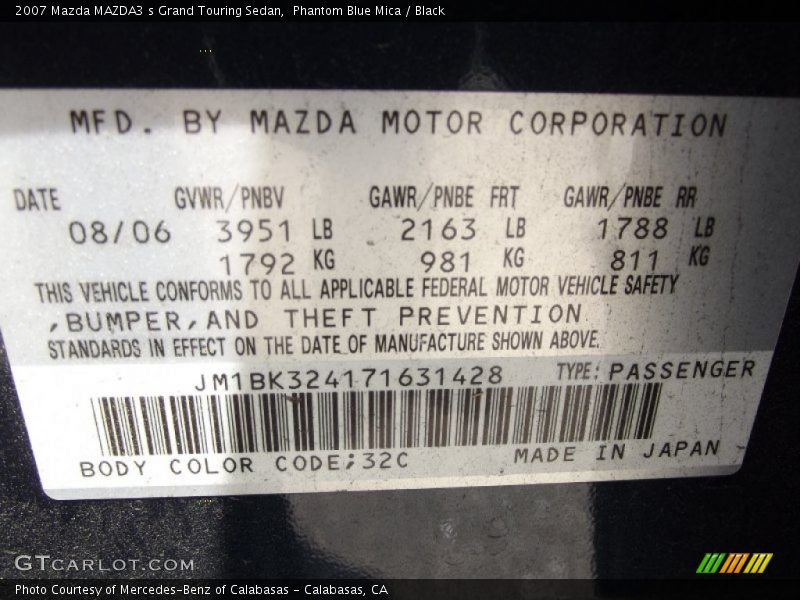 2007 Mazda MAZDA3 s Grand Touring Sedan,  Phantom Blue Mica / Black
MFD. BY MAZDA MOTOR CORPORATION
DATE GVWR/PNBV GAWR/PNBE FRT GAWR/PNBE RR
08/06 3951 LB 2163 LB 1788 LB
1792 KG 981 KG 811 KG
THIS VEHICLE CONFORMS TO ALL APPLICABLE FEDERAL MOTOR VEHICLE SAFETY
,BUMPER,AND THEFT PREVENTION
STANDARDS IN EFFECT ON THE DATE OF MANUFACTURE SHOWN ABOVE.
JM1BK324171631428 TYPE: PASSENGER
BODY COLOR CODE;32C MADE IN JAPAN
GTCARLOT.COM
Photo Courtesy of Mercedes-Benz of Calabasas - Calabasas, CA